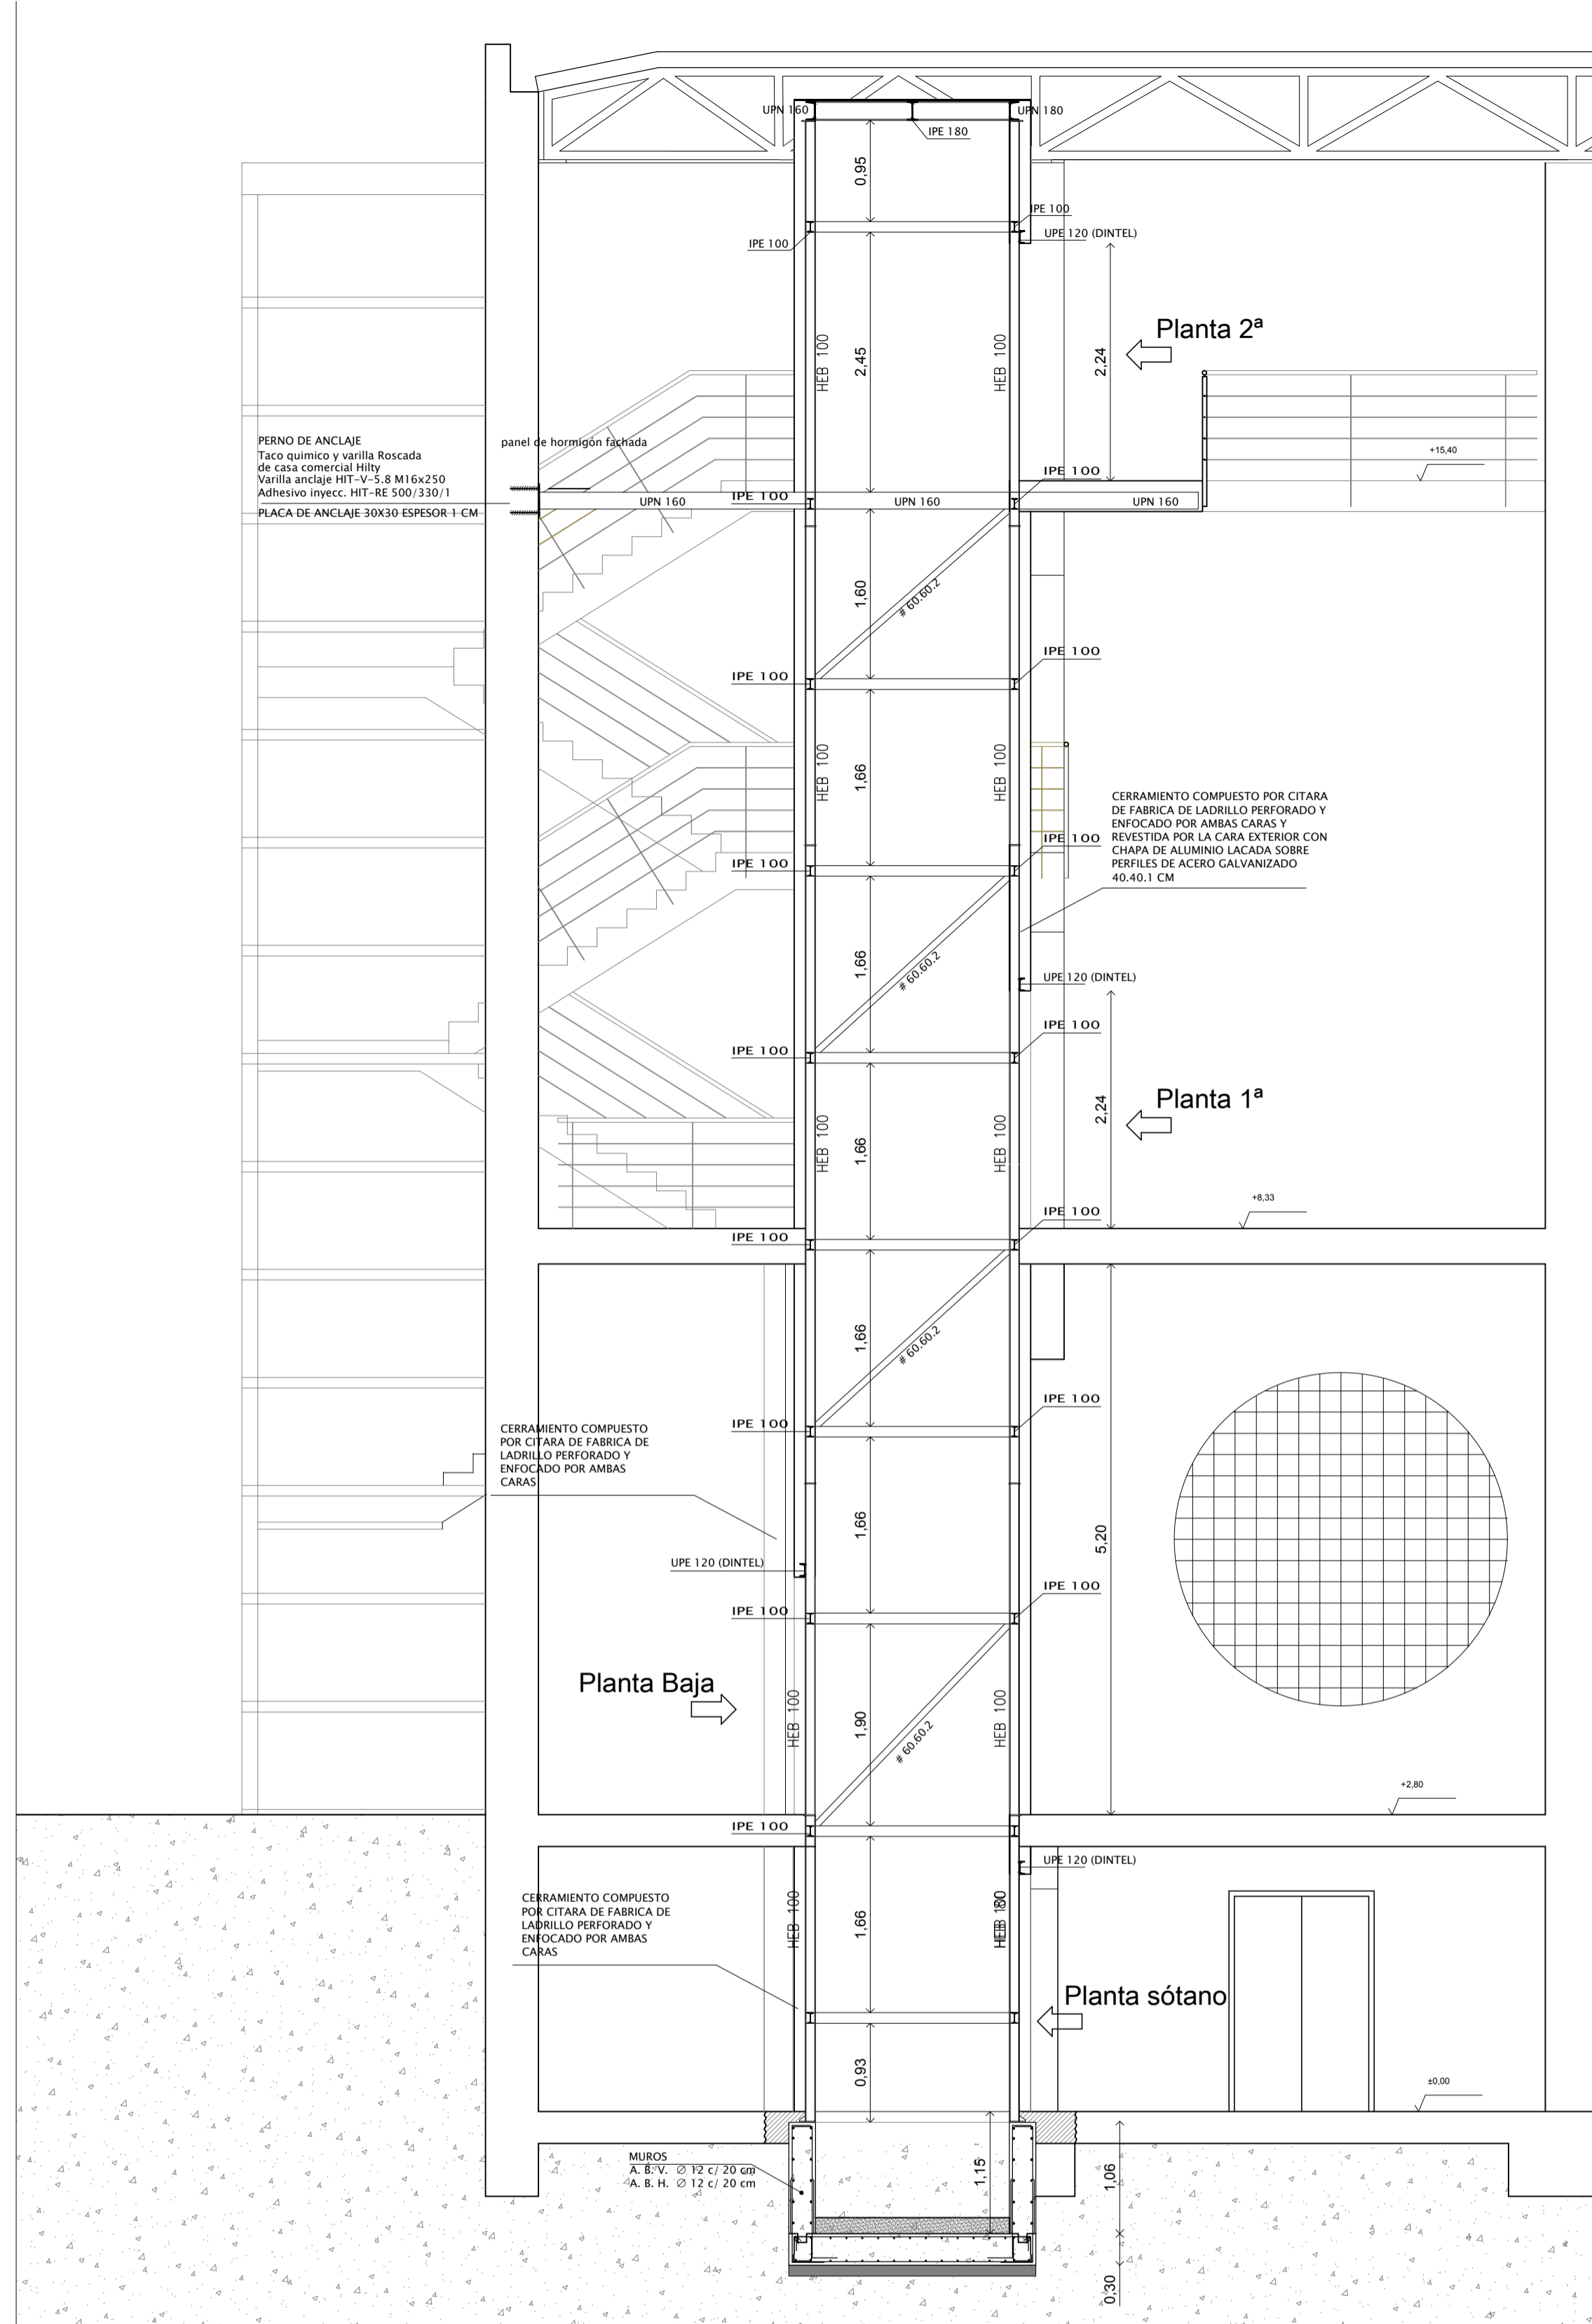 UPN 160
UPN 180
IPE 180
0,95
IPE 100
IPE 100
UPE 120 (DINTEL)
Planta 2ª
HEB 100
2,45
HEB 100
2,24
PERNO DE ANCLAJE
Taco quimico y varilla Roscada
de casa comercial Hilty
Varilla anclaje HIT-V-5.8 M16x250
Adhesivo inyecc. HIT-RE 500/330/1
PLACA DE ANCLAJE 30X30 ESPESOR 1 CM
panel de hormigón fachada
+15,40
IPE 100
IPE 100
UPN 160
UPN 160
UPN 160
1,60
# 60.60.2
IPE 100
IPE 100
HEB 100
1,66
HEB 100
CERRAMIENTO COMPUESTO POR CITARA
DE FABRICA DE LADRILLO PERFORADO Y
ENFOCADO POR AMBAS CARAS Y
REVESTIDA POR LA CARA EXTERIOR CON
CHAPA DE ALUMINIO LACADA SOBRE
PERFILES DE ACERO GALVANIZADO
40.40.1 CM
IPE 100
IPE 100
1,66
# 60.60.2
UPE 120 (DINTEL)
IPE 100
IPE 100
Planta 1ª
HEB 100
1,66
HEB 100
2,24
+8,33
IPE 100
IPE 100
1,66
# 60.60.2
IPE 100
IPE 100
CERRAMIENTO COMPUESTO
POR CITARA DE FABRICA DE
LADRILLO PERFORADO Y
ENFOCADO POR AMBAS
CARAS
1,66
5,20
UPE 120 (DINTEL)
IPE 100
IPE 100
Planta Baja
HEB 100
1,90
# 60.60.2
HEB 100
+2,80
IPE 100
UPE 120 (DINTEL)
CERRAMIENTO COMPUESTO
POR CITARA DE FABRICA DE
LADRILLO PERFORADO Y
ENFOCADO POR AMBAS
CARAS
HEB 100
1,66
Planta sótano
0,93
±0,00
MUROS
A. B. V. ∅ 12 c/ 20 cm
A. B. H. ∅ 12 c/ 20 cm
1,15
1,06
0,30